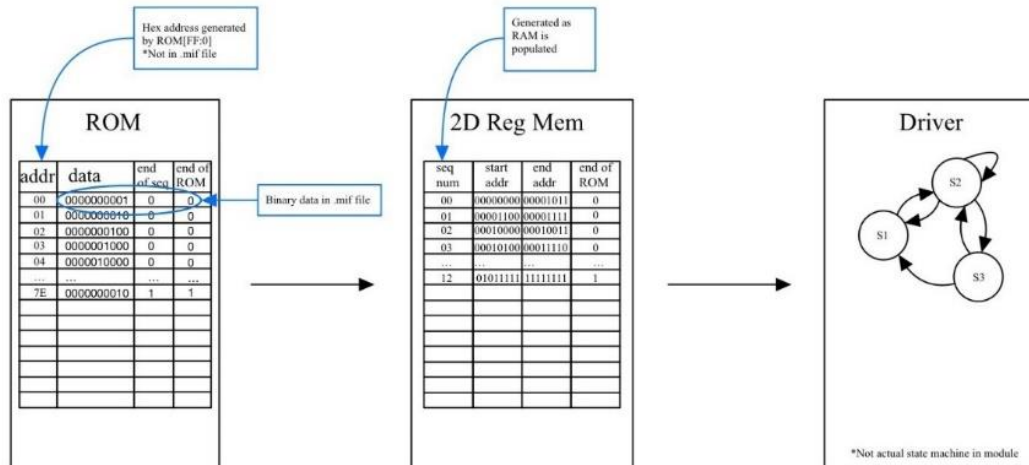 Hex address generated
by ROM[FF:0]
*Not in .mif file
Generated as
RAM is
populated
ROM
addr data end of seq end of ROM
00 0000000001 0 0
01 0000000010 0 0
02 0000000100 0 0
03 0000001000 0 0
04 0000010000 0 0
... ... ... ...
7E 0000000010 1 1
Binary data in .mif file
2D Reg Mem
seq num start addr end addr end of ROM
00 00000000 00001011 0
01 00001100 00001111 0
02 00010000 00010011 0
03 00010100 00011110 0
... ... ... ...
12 01011111 11111111 1
Driver
S2
S1
S3
*Not actual state machine in module